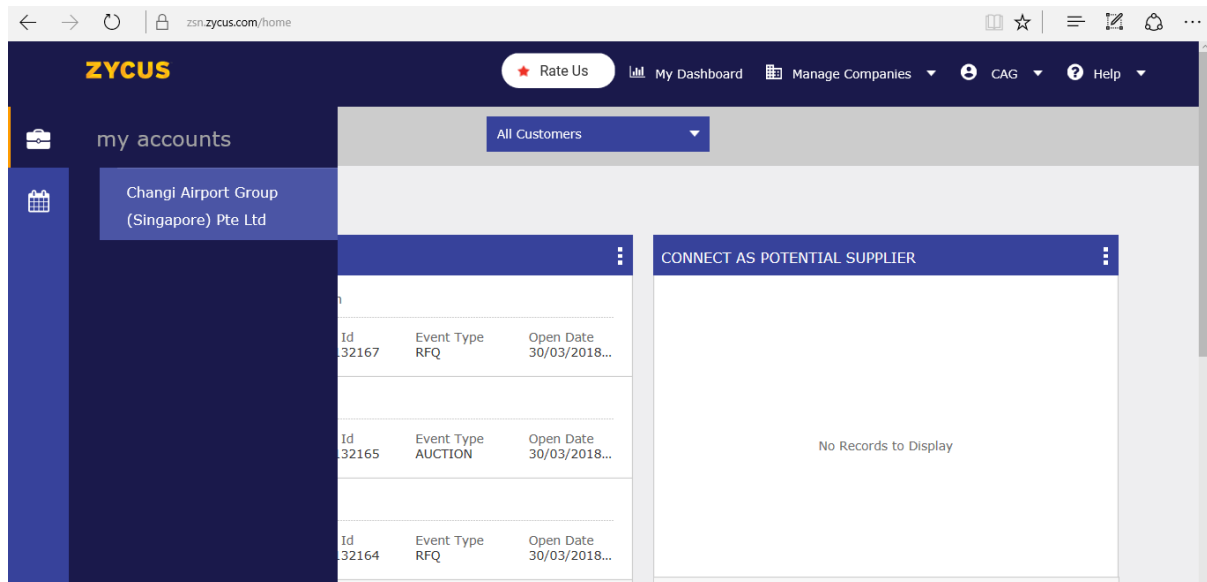 zsn.zycus.com/home
ZYCUS
Rate Us My Dashboard Manage Companies CAG Help
my accounts
All Customers
Changi Airport Group
(Singapore) Pte Ltd
CONNECT AS POTENTIAL SUPPLIER
Id Event Type Open Date
32167 RFQ 30/03/2018...
Id Event Type Open Date
32165 AUCTION 30/03/2018...
No Records to Display
Id Event Type Open Date
32164 RFQ 30/03/2018...